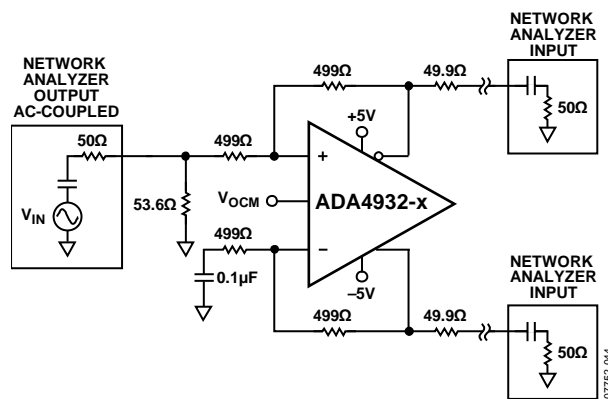 NETWORK
ANALYZER
OUTPUT
AC-COUPLED
50Ω
VIN
53.6Ω
499Ω
499Ω
49.9Ω
NETWORK
ANALYZER
INPUT
50Ω
+5V
+
VOCM
ADA4932-x
–
–5V
499Ω
0.1µF
499Ω
49.9Ω
NETWORK
ANALYZER
INPUT
50Ω
07752-044